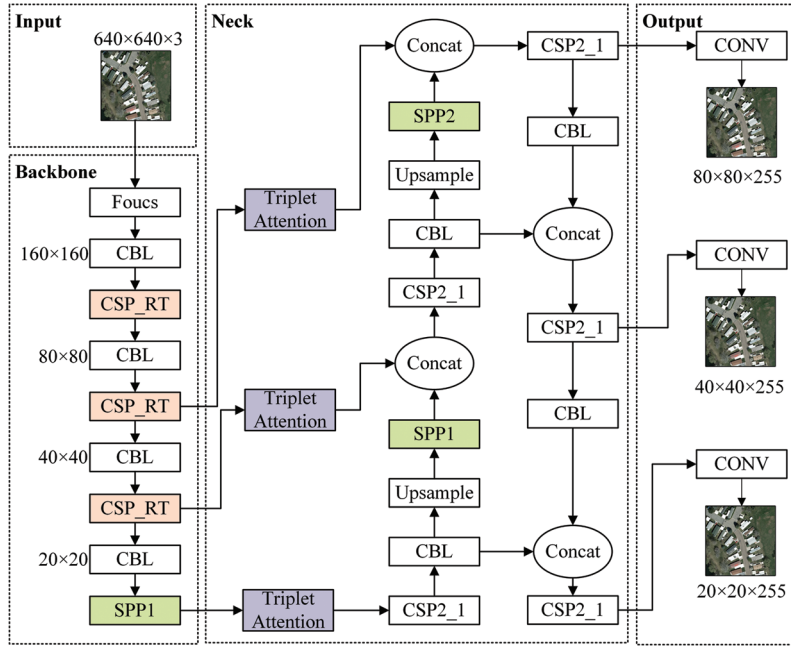 Input
640×640×3
Backbone
Foucs
160×160
CBL
CSP_RT
80×80
CBL
CSP_RT
40×40
CBL
CSP_RT
20×20
CBL
SPP1
Neck
Triplet
Attention
Triplet
Attention
Triplet
Attention
Concat
SPP2
Upsample
CBL
CSP2_1
Concat
SPP1
Upsample
CBL
CSP2_1
CSP2_1
CBL
Concat
CSP2_1
CBL
Concat
CSP2_1
Output
CONV
80×80×255
CONV
40×40×255
CONV
20×20×255